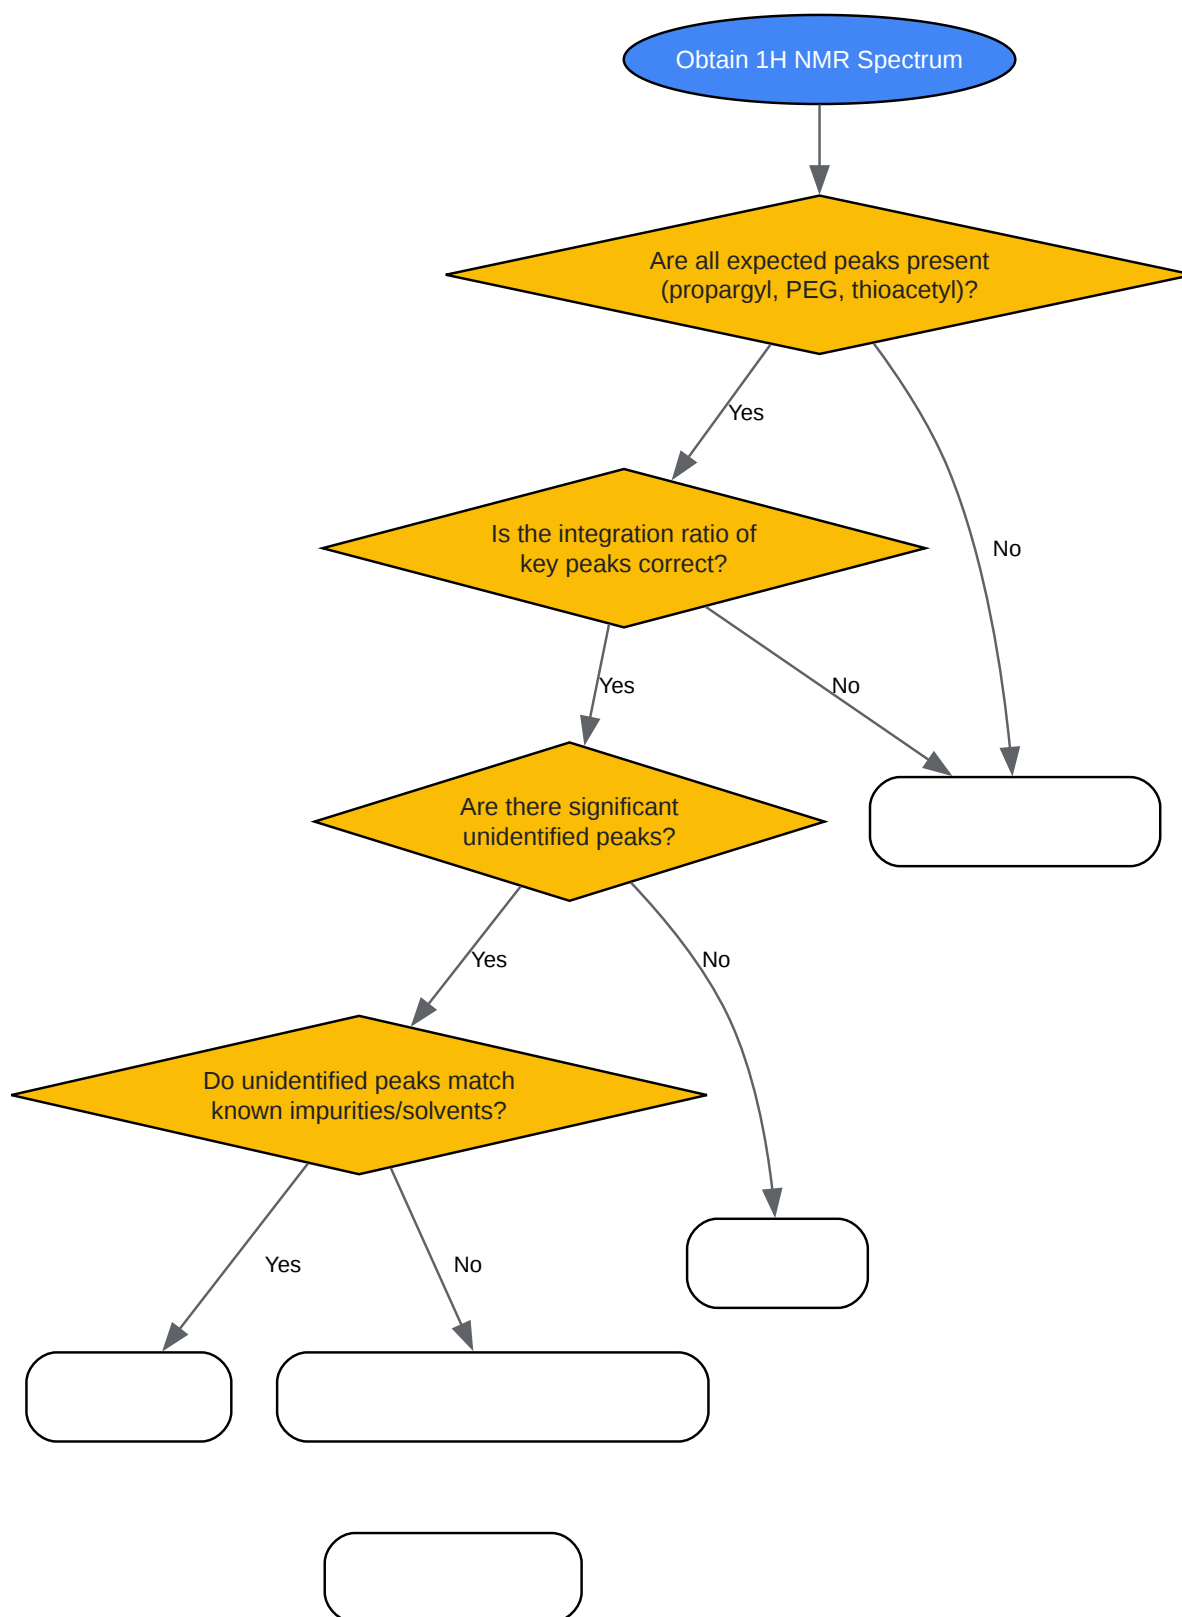 Obtain 1H NMR Spectrum
Are all expected peaks present
(propargyl, PEG, thioacetyl)?
Yes
No
Is the integration ratio of
key peaks correct?
Yes
No
Are there significant
unidentified peaks?
Yes
No
Do unidentified peaks match
known impurities/solvents?
Yes
No